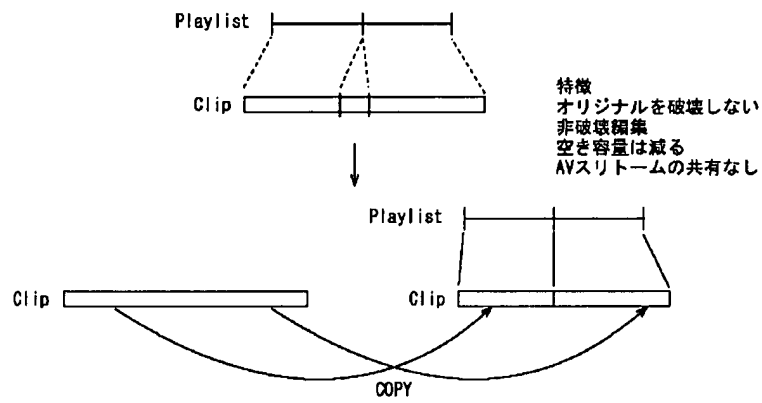 Playlist
Clip
特徴
オリジナルを破壊しない
非破壊編集
空き容量は減る
AVスリトームの共有なし
Playlist
Clip
Clip
COPY